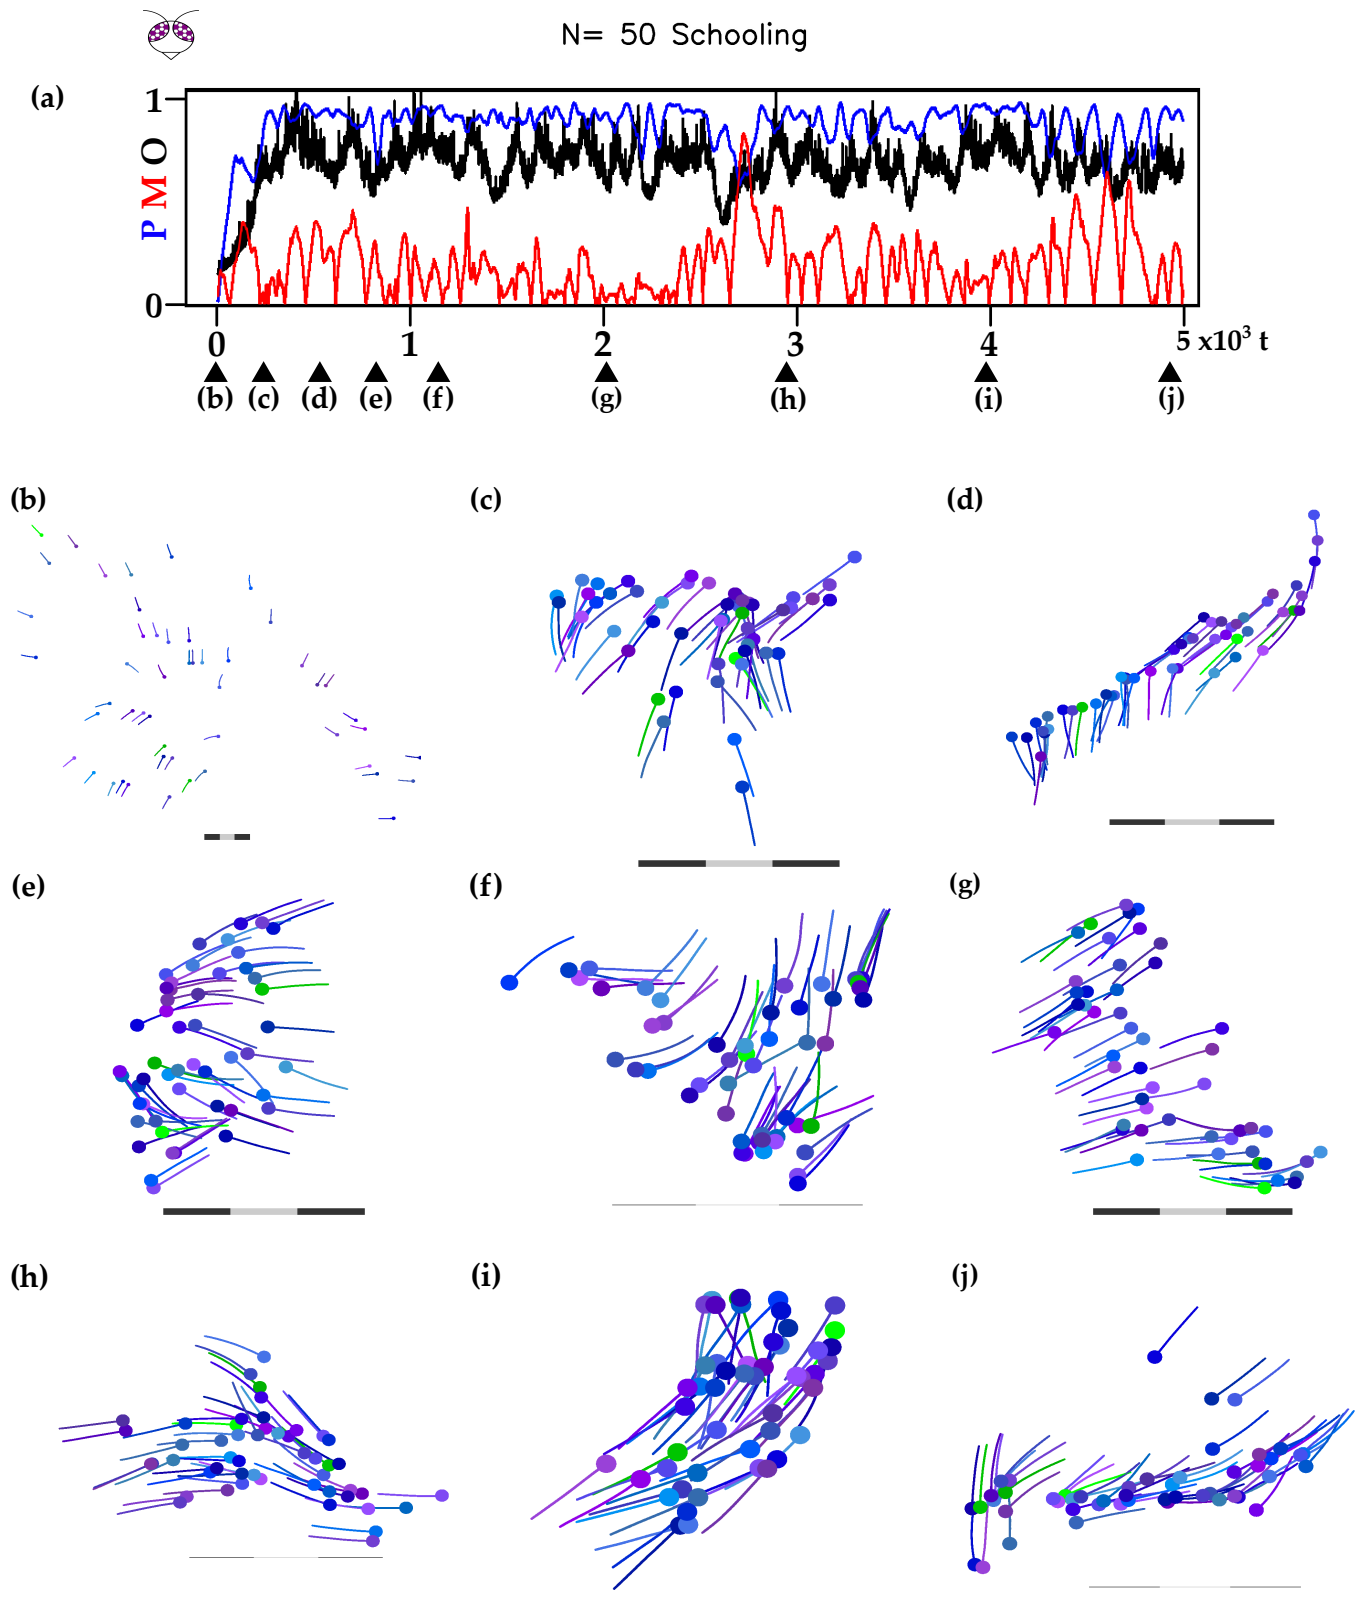 N= 50 Schooling
(a)
1
P M O
0
0 1 2 3 4 5 x10³ t
(b) (c) (d) (e) (f) (g) (h) (i) (j)
(b) (c) (d)
(e) (f) (g)
(h) (i) (j)